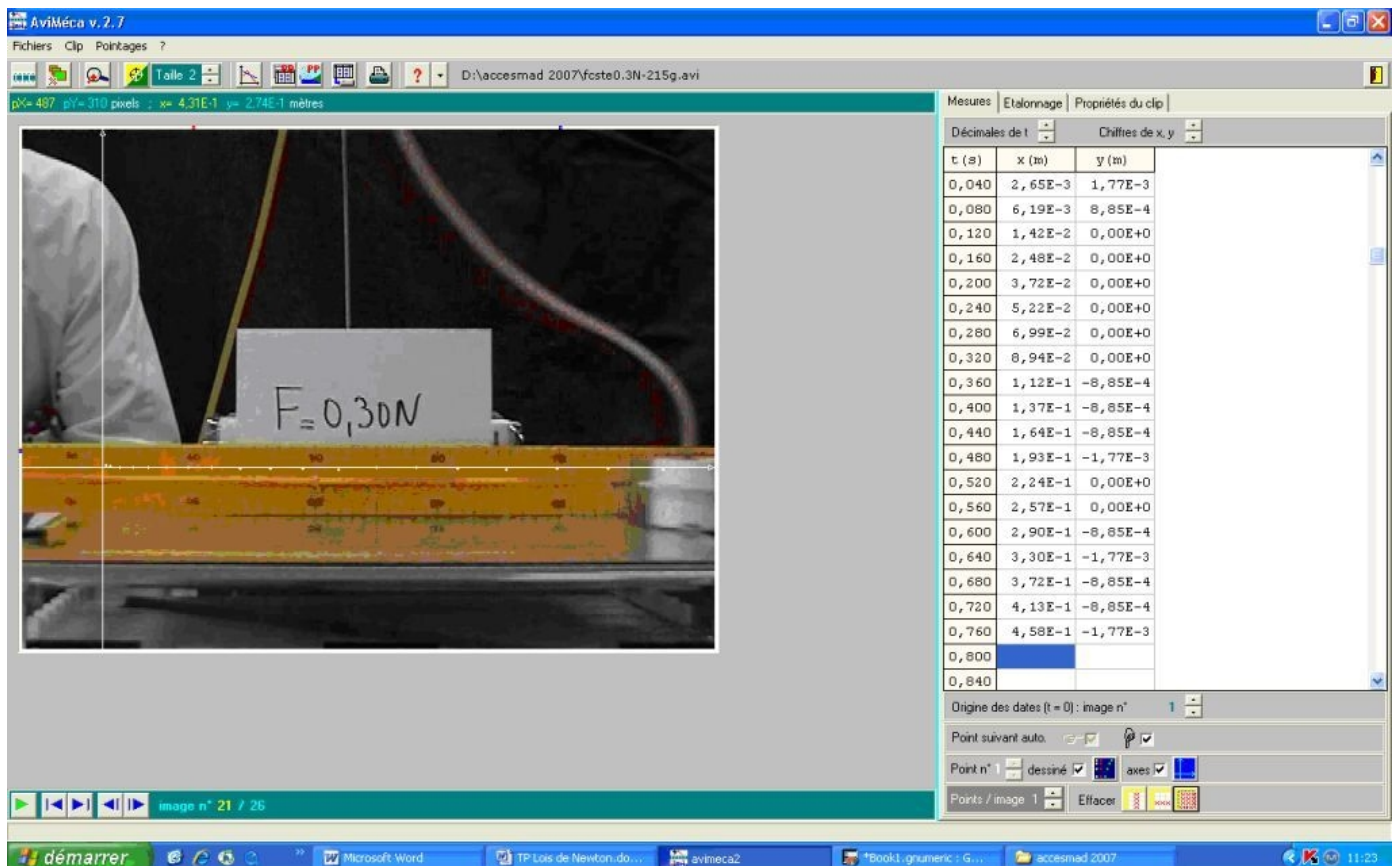 AviMéca v.2.7
Fichiers Clip Pointages ?
Taille 2 ? D:\accesmad 2007\fcste0.3N-215g.avi
pX= 487 pY= 310 pixels ; x= 4,31E-1 y= 2,74E-1 mètres
F=0,30N
Mesures Etalonnage Propriétés du clip
Décimales de t Chiffres de x, y
t (s) x (m) y (m)
0,040 2,65E-3 1,77E-3
0,080 6,19E-3 8,85E-4
0,120 1,42E-2 0,00E+0
0,160 2,48E-2 0,00E+0
0,200 3,72E-2 0,00E+0
0,240 5,22E-2 0,00E+0
0,280 6,99E-2 0,00E+0
0,320 8,94E-2 0,00E+0
0,360 1,12E-1 -8,85E-4
0,400 1,37E-1 -8,85E-4
0,440 1,64E-1 -8,85E-4
0,480 1,93E-1 -1,77E-3
0,520 2,24E-1 0,00E+0
0,560 2,57E-1 0,00E+0
0,600 2,90E-1 -8,85E-4
0,640 3,30E-1 -1,77E-3
0,680 3,72E-1 -8,85E-4
0,720 4,13E-1 -8,85E-4
0,760 4,58E-1 -1,77E-3
0,800
0,840
Origine des dates (t = 0) : image n° 1
Point suivant auto.
Point n° 1 dessiné axes
Points / image 1 Effacer
image n° 21 / 26
démarrer Microsoft Word TP Lois de Newton.do... avimeca2 *Book1.gnumeric : G... accesmad 2007 11:23